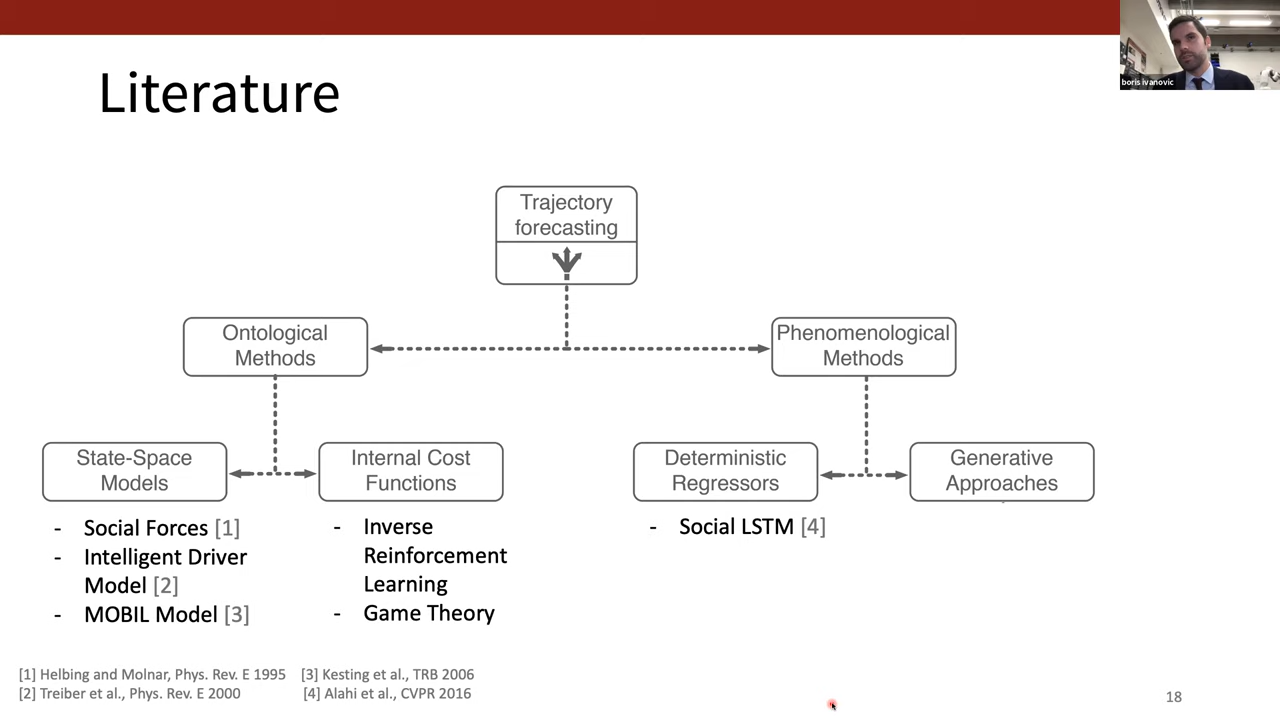 boris ivanovic
Literature
Trajectory
forecasting
Ontological
Methods
Phenomenological
Methods
State-Space
Models
Internal Cost
Functions
Deterministic
Regressors
Generative
Approaches
- Social Forces [1]
- Intelligent Driver
Model [2]
- MOBIL Model [3]
- Inverse
Reinforcement
Learning
- Game Theory
- Social LSTM [4]
[1] Helbing and Molnar, Phys. Rev. E 1995
[2] Treiber et al., Phys. Rev. E 2000
[3] Kesting et al., TRB 2006
[4] Alahi et al., CVPR 2016
18